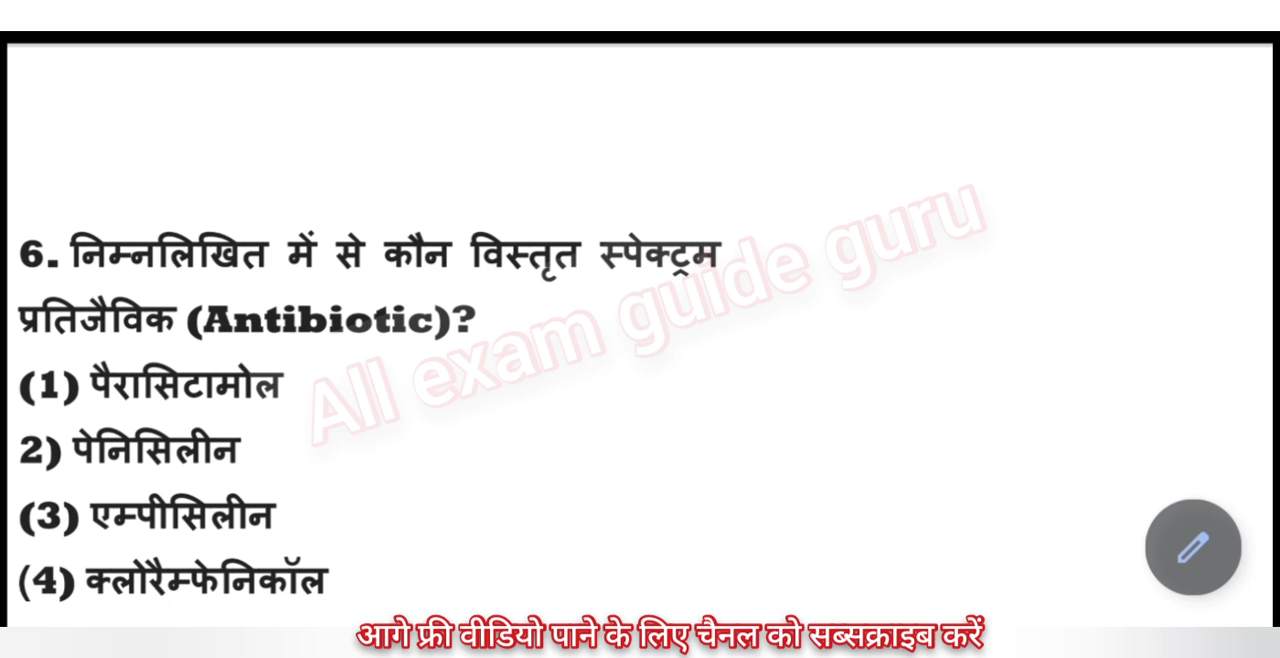 6. निम्नलिखित में से कौन विस्तृत स्पेक्ट्रम
प्रतिजैविक (Antibiotic)?
(1) पैरासिटामोल
2) पेनिसिलीन
(3) एम्पीसिलीन
(4) क्लोरैम्फेनिकॉल
All exam guide guru
आगे फ्री वीडियो पाने के लिए चैनल को सब्सक्राइब करें